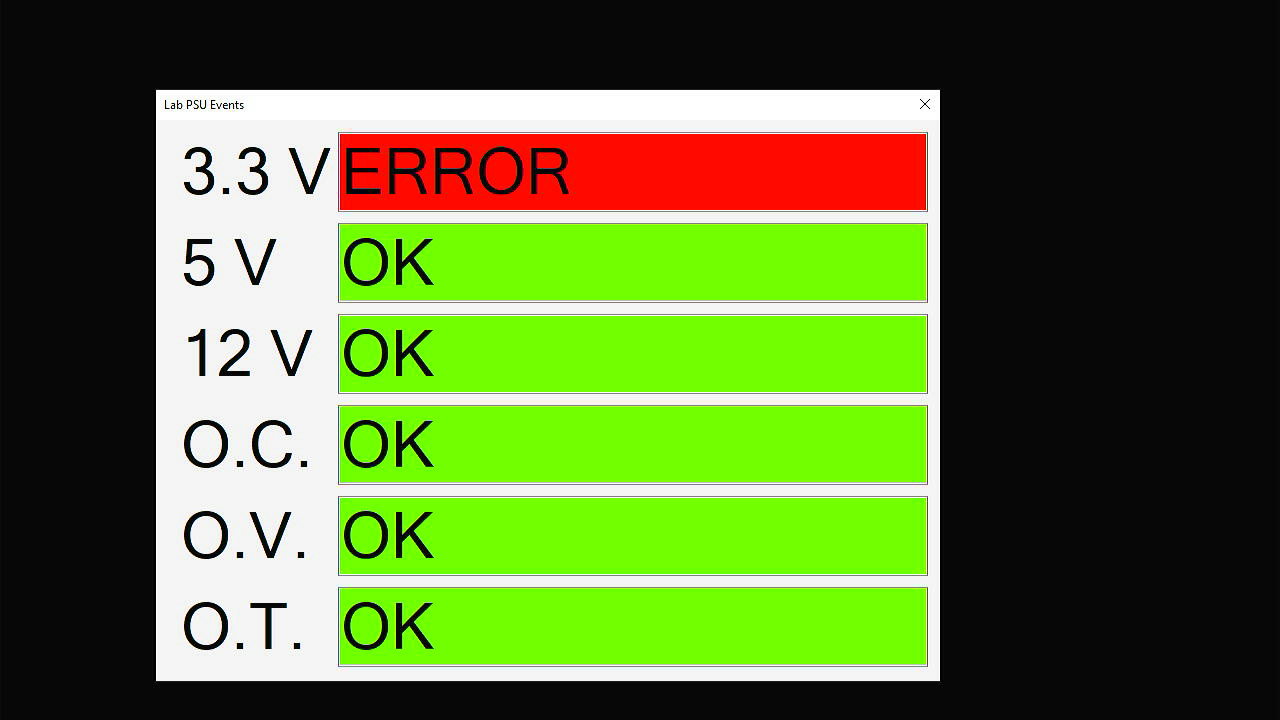 Lab PSU Events
3.3 V ERROR
5 V OK
12 V OK
O.C. OK
O.V. OK
O.T. OK